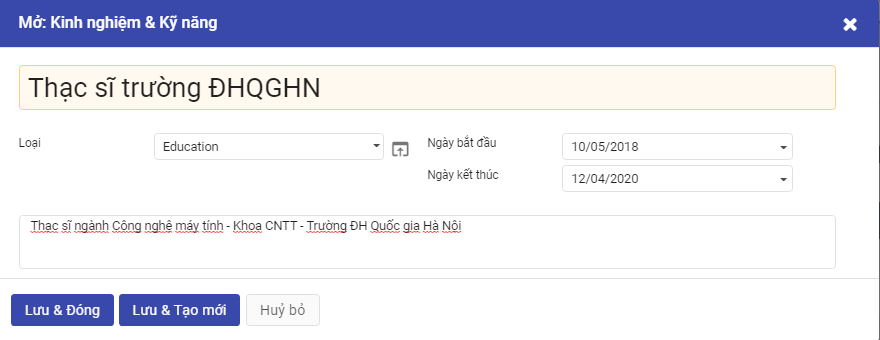 Mở: Kinh nghiệm & Kỹ năng
Thạc sĩ trường ĐHQGHN
Loại
Education
Ngày bắt đầu
10/05/2018
Ngày kết thúc
12/04/2020
Thạc sĩ ngành Công nghệ máy tính - Khoa CNTT - Trường ĐH Quốc gia Hà Nội
Lưu & Đóng
Lưu & Tạo mới
Huỷ bỏ